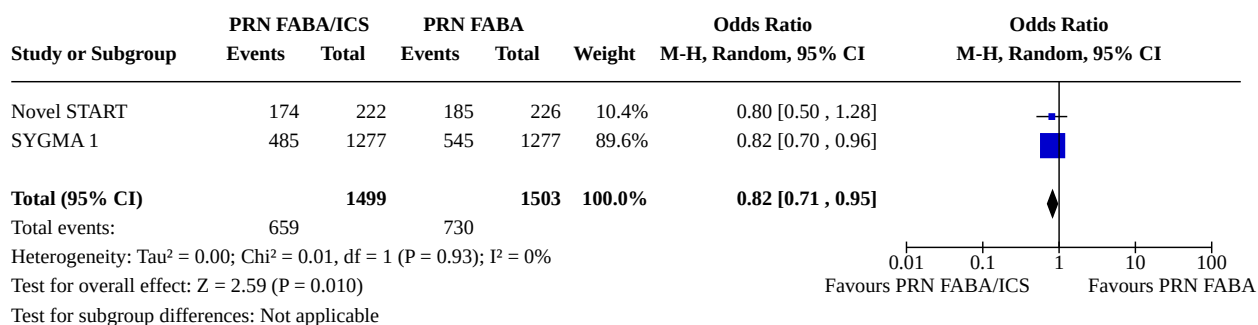 PRN FABA/ICS PRN FABA Odds Ratio Odds Ratio
Study or Subgroup Events Total Events Total Weight M-H, Random, 95% CI M-H, Random, 95% CI
Novel START 174 222 185 226 10.4% 0.80 [0.50 , 1.28]
SYGMA 1 485 1277 545 1277 89.6% 0.82 [0.70 , 0.96]
Total (95% CI) 1499 1503 100.0% 0.82 [0.71 , 0.95]
Total events: 659 730
Heterogeneity: Tau² = 0.00; Chi² = 0.01, df = 1 (P = 0.93); I² = 0% 0.01 0.1 1 10 100
Test for overall effect: Z = 2.59 (P = 0.010) Favours PRN FABA/ICS Favours PRN FABA
Test for subgroup differences: Not applicable